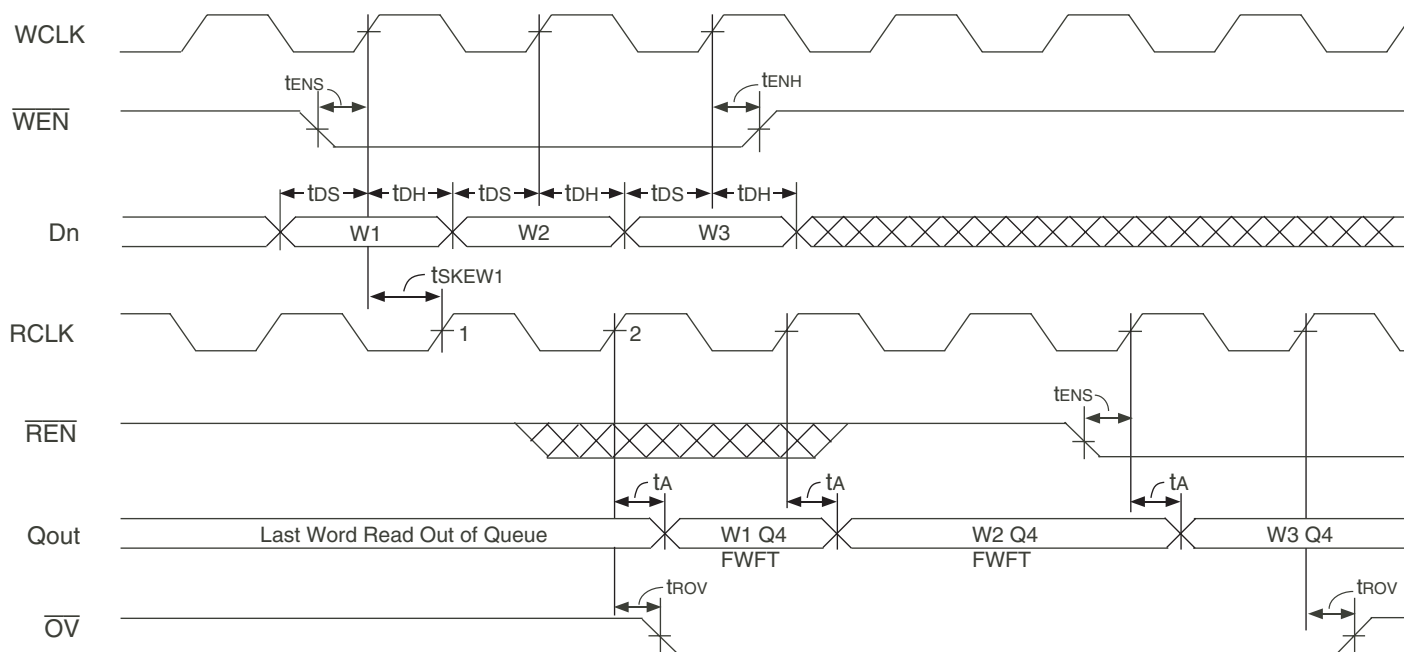 WCLK
tENS
tENH
WEN
tDS tDH tDS tDH tDS tDH
Dn W1 W2 W3
tSKEW1
RCLK 1 2
tENS
REN
tA tA tA
Qout Last Word Read Out of Queue W1 Q4 W2 Q4 W3 Q4
FWFT FWFT
tROV tROV
OV